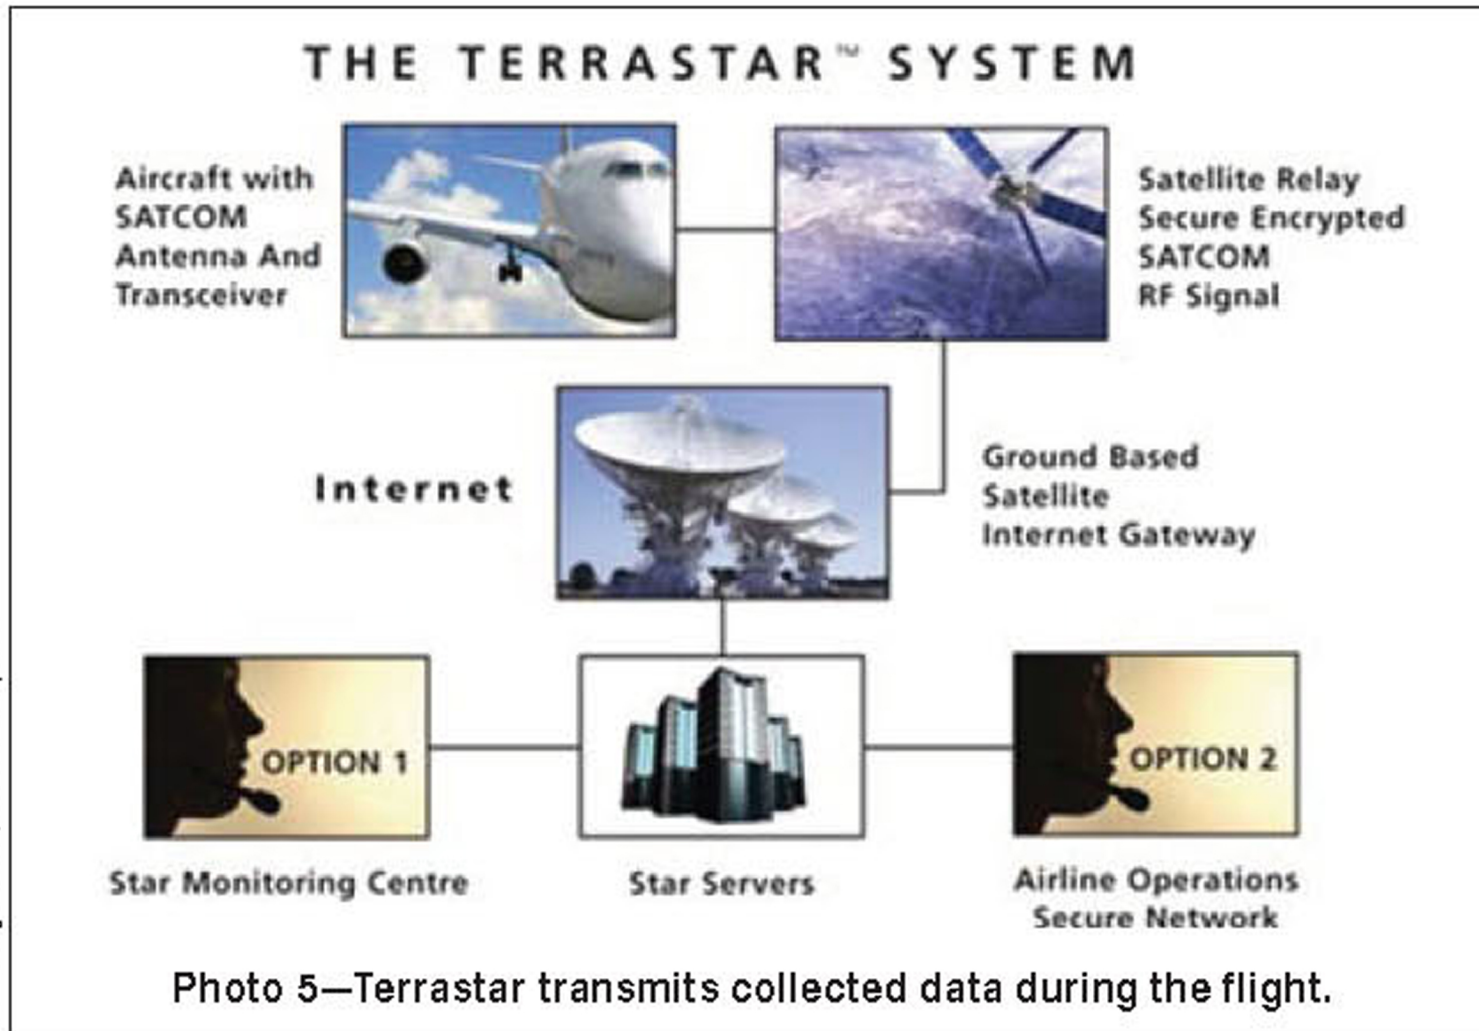 THE TERRASTAR™ SYSTEM
Aircraft with
SATCOM
Antenna And
Transceiver
Satellite Relay
Secure Encrypted
SATCOM
RF Signal
Internet
Ground Based
Satellite
Internet Gateway
OPTION 1
OPTION 2
Star Monitoring Centre
Star Servers
Airline Operations
Secure Network
Photo 5—Terrastar transmits collected data during the flight.